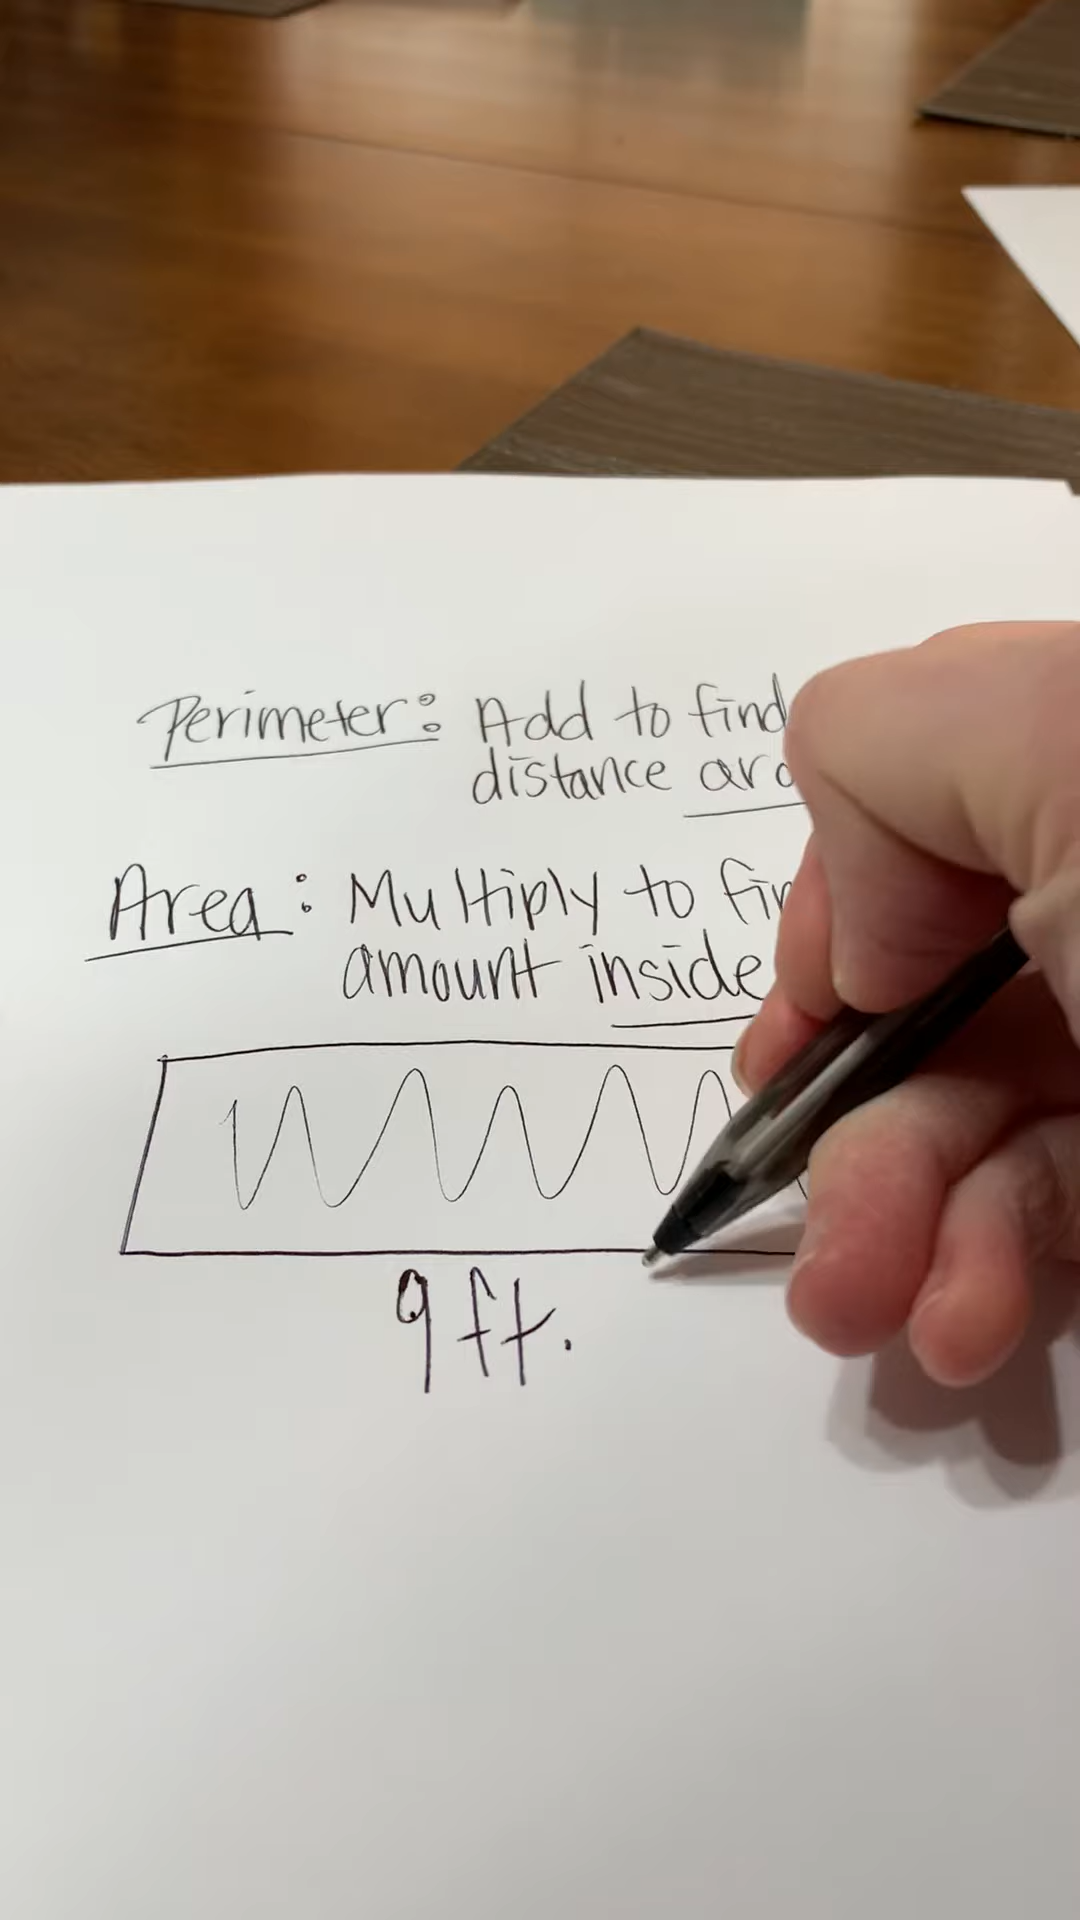 Perimeter: Add to find
distance
Area: Multiply to
amount inside
9 ft.